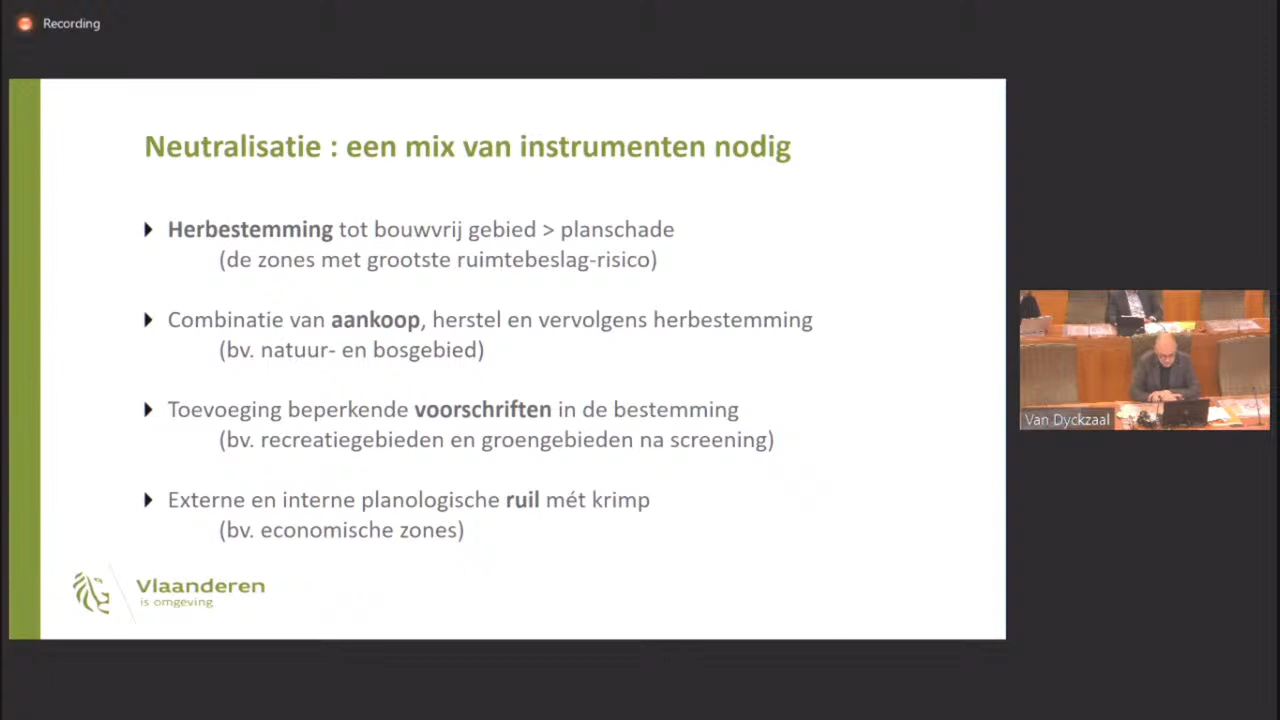 Recording
Neutralisatie : een mix van instrumenten nodig
Herbestemming tot bouwvrij gebied > planschade
(de zones met grootste ruimtebeslag-risico)
Combinatie van aankoop, herstel en vervolgens herbestemming
(bv. natuur- en bosgebied)
Toevoeging beperkende voorschriften in de bestemming
(bv. recreatiegebieden en groengebieden na screening)
Externe en interne planologische ruil mét krimp
(bv. economische zones)
Vlaanderen
is omgeving
Van Dyckzaal